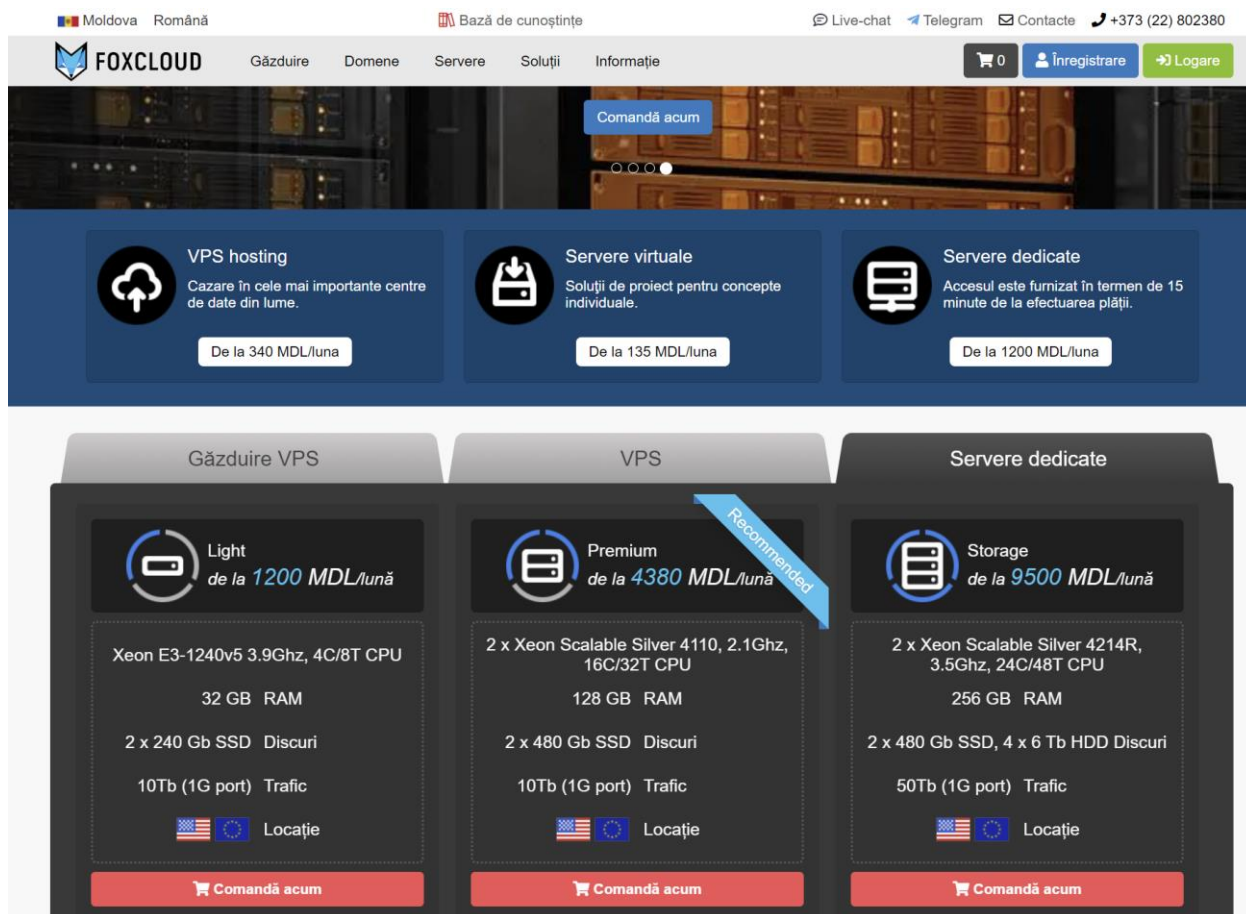 Moldova Română Bază de cunoștințe Live-chat Telegram Contacte +373 (22) 802380
FOXCLOUD Găzduire Domene Servere Soluții Informație 0 Înregistrare Logare
Comandă acum
VPS hosting
Cazare în cele mai importante centre
de date din lume.
De la 340 MDL/luna
Servere virtuale
Soluții de proiect pentru concepte
individuale.
De la 135 MDL/luna
Servere dedicate
Accesul este furnizat în termen de 15
minute de la efectuarea plății.
De la 1200 MDL/luna
Găzduire VPS VPS Servere dedicate
Light
de la 1200 MDL/lună
Xeon E3-1240v5 3.9Ghz, 4C/8T CPU
32 GB RAM
2 x 240 Gb SSD Discuri
10Tb (1G port) Trafic
Locație
Comandă acum
Recommended
Premium
de la 4380 MDL/lună
2 x Xeon Scalable Silver 4110, 2.1Ghz,
16C/32T CPU
128 GB RAM
2 x 480 Gb SSD Discuri
10Tb (1G port) Trafic
Locație
Comandă acum
Storage
de la 9500 MDL/lună
2 x Xeon Scalable Silver 4214R,
3.5Ghz, 24C/48T CPU
256 GB RAM
2 x 480 Gb SSD, 4 x 6 Tb HDD Discuri
50Tb (1G port) Trafic
Locație
Comandă acum